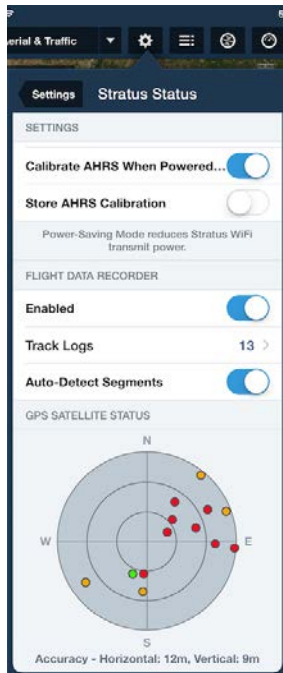 erial & Traffic
Settings
Stratus Status
SETTINGS
Calibrate AHRS When Powered...
Store AHRS Calibration
Power-Saving Mode reduces Stratus WiFi
transmit power.
FLIGHT DATA RECORDER
Enabled
Track Logs 13 >
Auto-Detect Segments
GPS SATELLITE STATUS
N
W E
S
Accuracy - Horizontal: 12m, Vertical: 9m